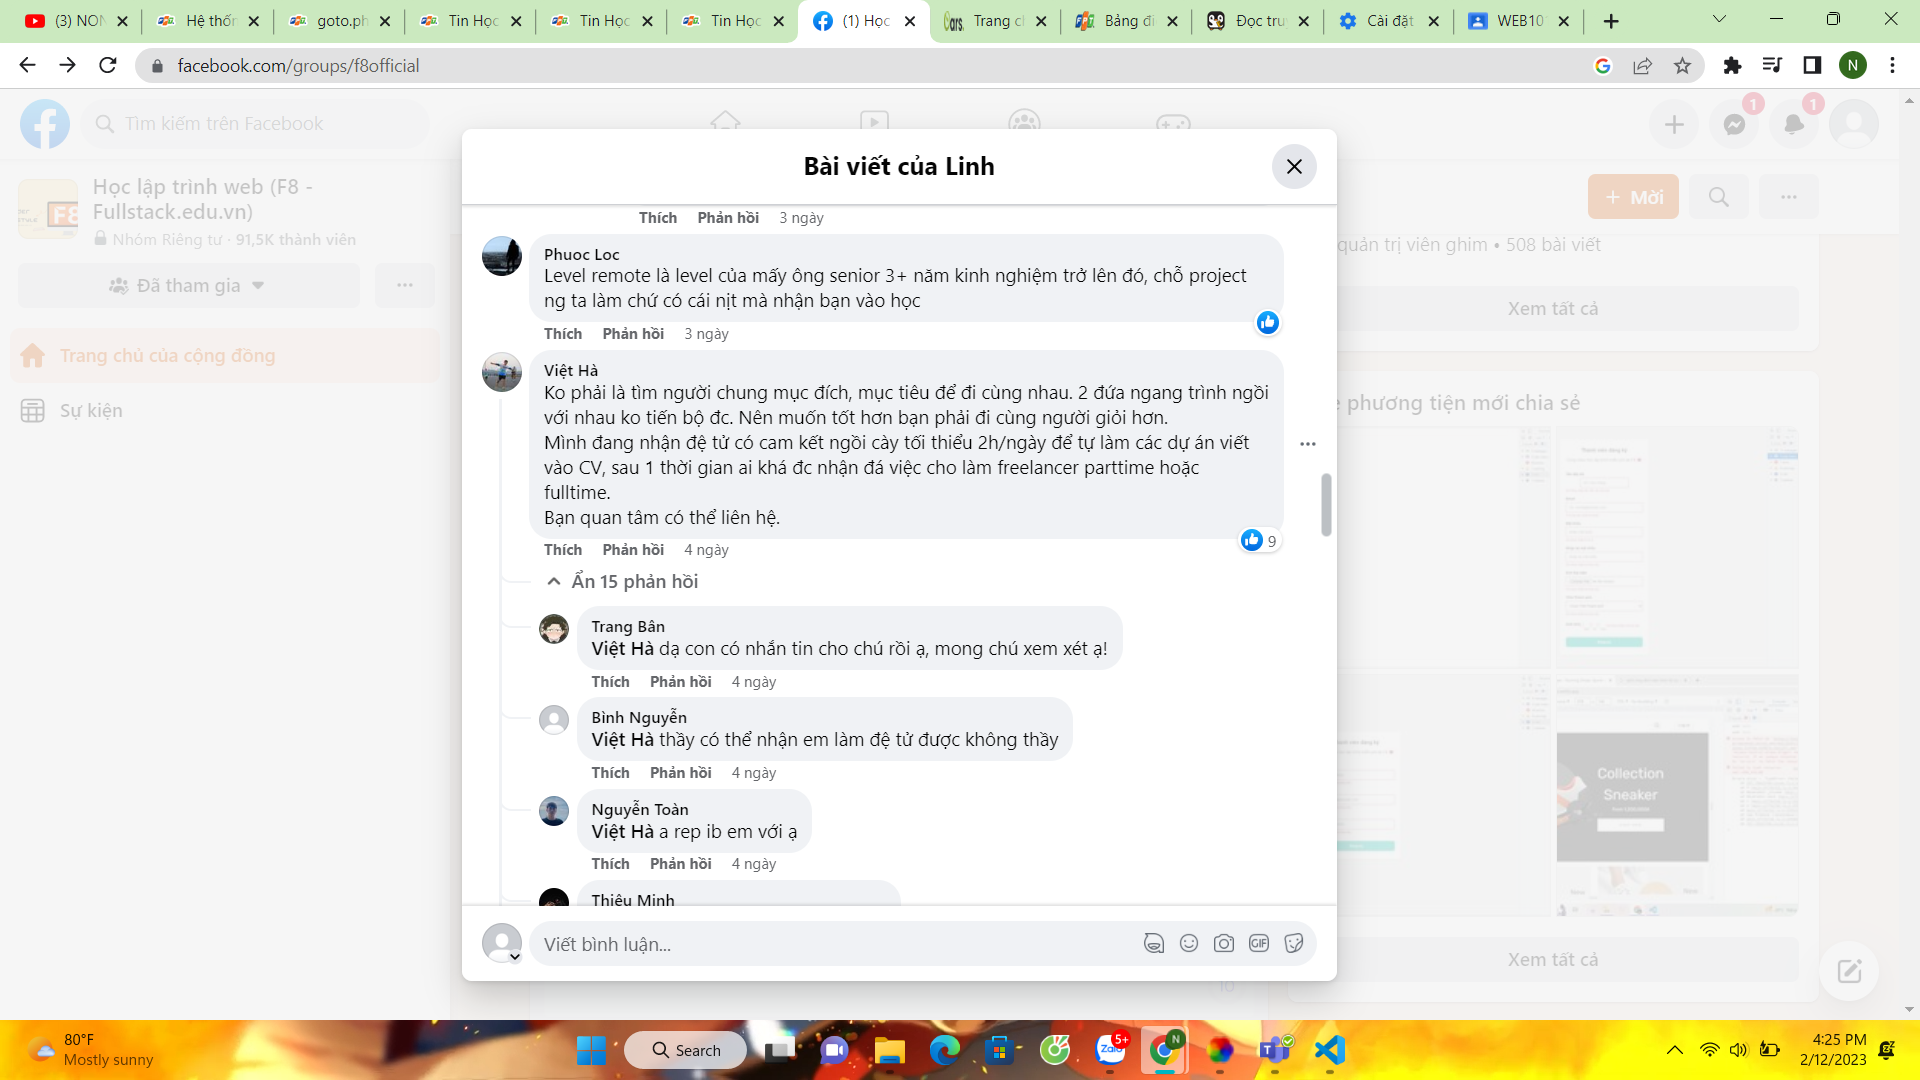 (3) NON
Hệ thốn
goto.ph
Tin Học
Tin Học
Tin Học
(1) Học
Trang ch
Bảng đi
Đọc tru
Cài đặt
WEB10
facebook.com/groups/f8official
N
Tìm kiếm trên Facebook
1
1
Học lập trình web (F8 -
Fullstack.edu.vn)
Nhóm Riêng tư · 91,5K thành viên
Đã tham gia
Trang chủ của cộng đồng
Sự kiện
Mời
quản trị viên ghim • 508 bài viết
Xem tất cả
phương tiện mới chia sẻ
Collection
Sneaker
Xem tất cả
Bài viết của Linh
Thích Phản hồi 3 ngày
Phuoc Loc
Level remote là level của mấy ông senior 3+ năm kinh nghiệm trở lên đó, chỗ project
ng ta làm chứ có cái nịt mà nhận bạn vào học
Thích Phản hồi 3 ngày
Việt Hà
Ko phải là tìm người chung mục đích, mục tiêu để đi cùng nhau. 2 đứa ngang trình ngồi
với nhau ko tiến bộ đc. Nên muốn tốt hơn bạn phải đi cùng người giỏi hơn.
Mình đang nhận đệ tử có cam kết ngồi cày tối thiểu 2h/ngày để tự làm các dự án viết
vào CV, sau 1 thời gian ai khá đc nhận đá việc cho làm freelancer parttime hoặc
fulltime.
Bạn quan tâm có thể liên hệ.
9
Thích Phản hồi 4 ngày
Ẩn 15 phản hồi
Trang Bân
Việt Hà dạ con có nhắn tin cho chú rồi ạ, mong chú xem xét ạ!
Thích Phản hồi 4 ngày
Bình Nguyễn
Việt Hà thầy có thể nhận em làm đệ tử được không thầy
Thích Phản hồi 4 ngày
Nguyễn Toàn
Việt Hà a rep ib em với ạ
Thích Phản hồi 4 ngày
Thiệu Minh
Viết bình luận...
GIF
10
80°F
Mostly sunny
Search
Zalo
5+
N
4:25 PM
2/12/2023